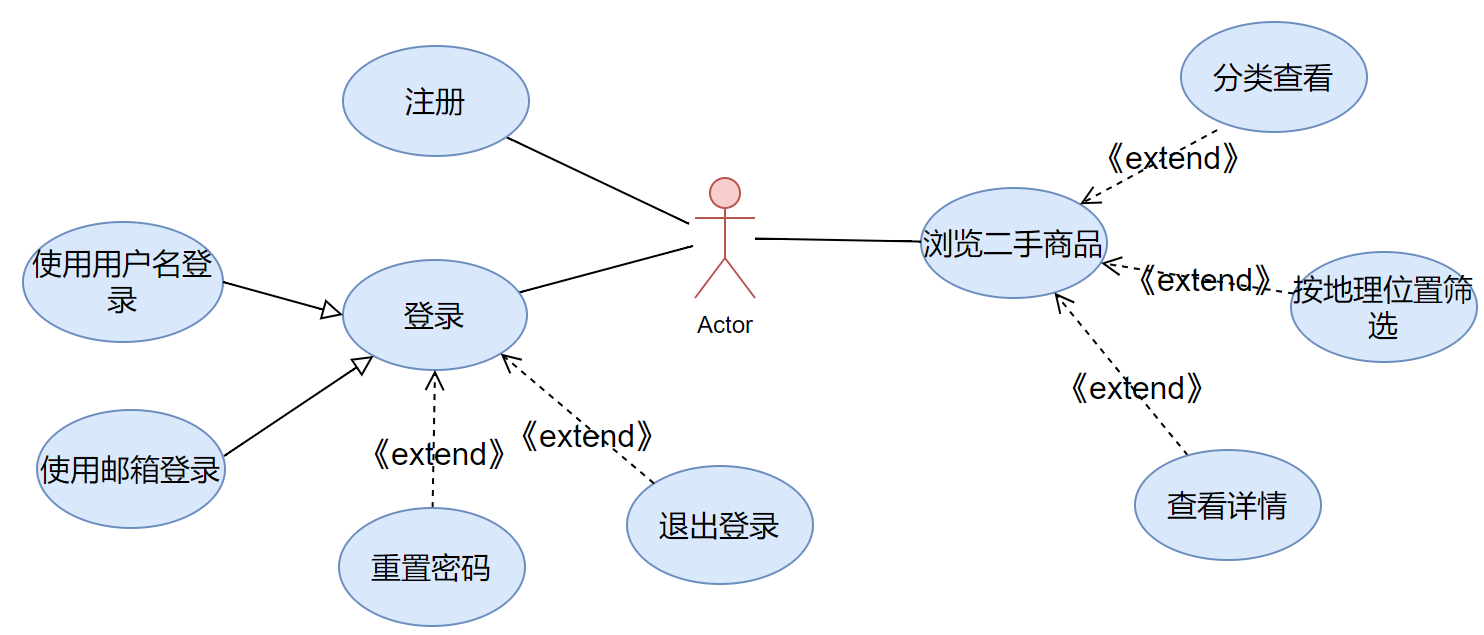 分类查看
注册
《extend》
浏览二手商品
使用用户名登
录
《extend》
按地理位置筛
选
登录
Actor
《extend》
《extend》
《extend》
使用邮箱登录
查看详情
退出登录
重置密码